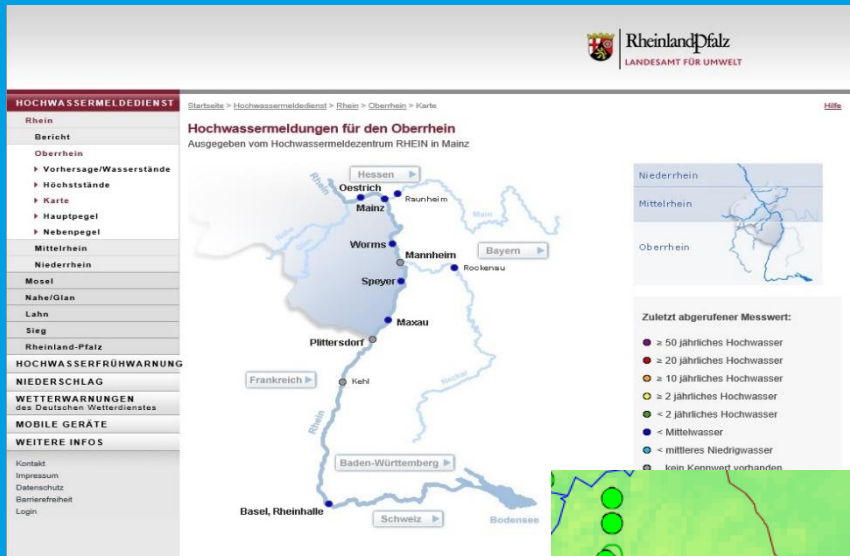 RheinlandPfalz
LANDESAMT FÜR UMWELT
HOCHWASSERMELDEDIENST
Rhein
Bericht
Oberrhein
Vorhersage/Wasserstände
Höchststände
Karte
Hauptpegel
Nebenpegel
Mittelrhein
Niederrhein
Mosel
Nahe/Glan
Lahn
Sieg
Rheinland-Pfalz
HOCHWASSERFRÜHWARNUNG
NIEDERSCHLAG
WETTERWARNUNGEN
des Deutschen Wetterdienstes
MOBILE GERÄTE
WEITERE INFOS
Kontakt
Impressum
Datenschutz
Barrierefreiheit
Login
Startseite > Hochwassermeldedienst > Rhein > Oberrhein > Karte
Hilfe
Hochwassermeldungen für den Oberrhein
Ausgegeben vom Hochwassermeldezentrum RHEIN in Mainz
Hessen
Rhein
Oestrich
Raunheim
Mainz
Main
Worms
Mannheim
Bayern
Rockenau
Speyer
Maxau
Plittersdorf
Neckar
Frankreich
Kehl
Rhein
Baden-Württemberg
Basel, Rheinhalle
Schweiz
Bodensee
Niederrhein
Mittelrhein
Oberrhein
Zuletzt abgerufener Messwert:
≥ 50 jährliches Hochwasser
≥ 20 jährliches Hochwasser
≥ 10 jährliches Hochwasser
≥ 2 jährliches Hochwasser
< 2 jährliches Hochwasser
< Mittelwasser
< mittleres Niedrigwasser
kein Kennwert vorhanden